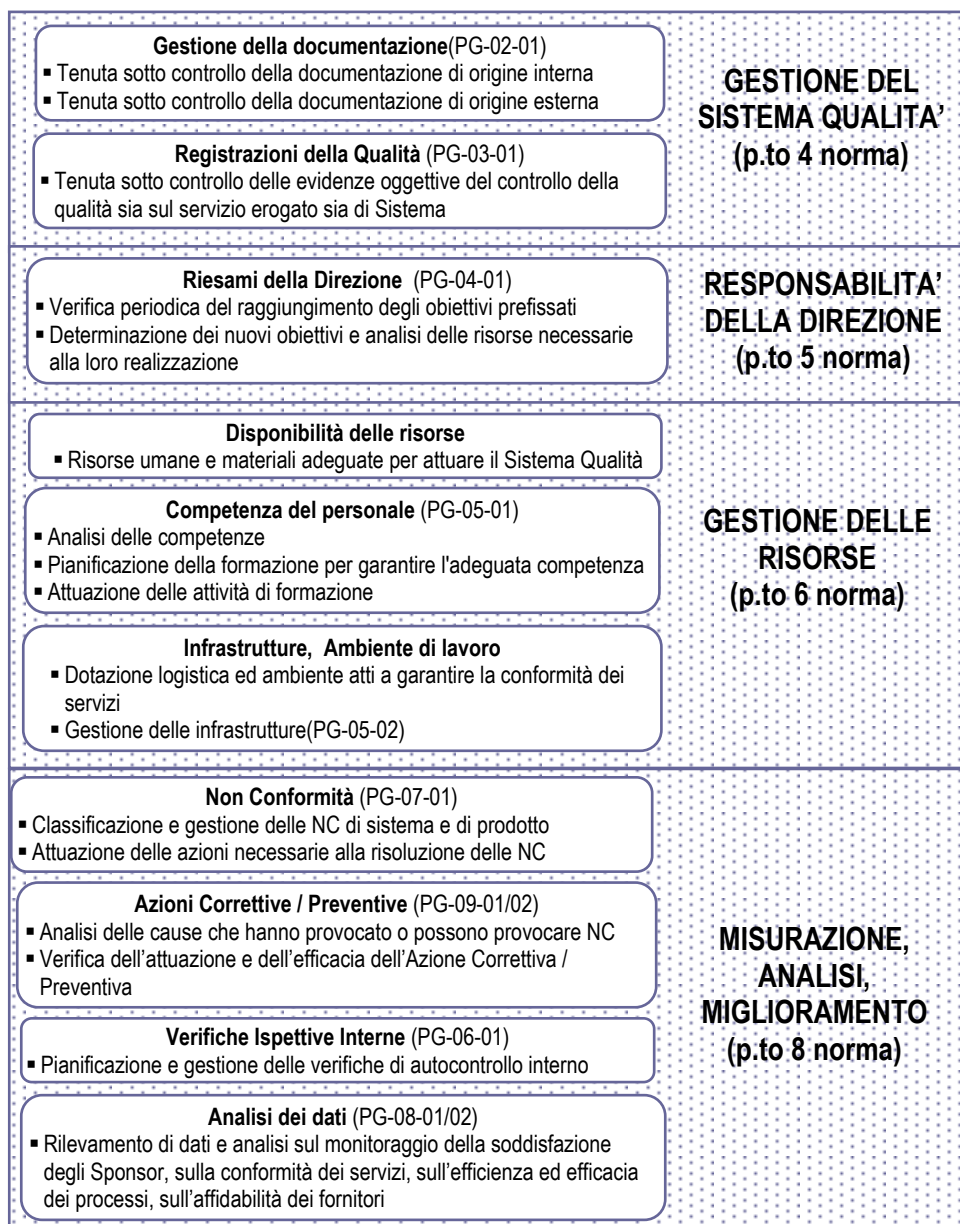 Gestione della documentazione(PG-02-01)
▪ Tenuta sotto controllo della documentazione di origine interna
▪ Tenuta sotto controllo della documentazione di origine esterna
Registrazioni della Qualità (PG-03-01)
▪ Tenuta sotto controllo delle evidenze oggettive del controllo della
qualità sia sul servizio erogato sia di Sistema
GESTIONE DEL
SISTEMA QUALITA’
(p.to 4 norma)
Riesami della Direzione (PG-04-01)
▪ Verifica periodica del raggiungimento degli obiettivi prefissati
▪ Determinazione dei nuovi obiettivi e analisi delle risorse necessarie
alla loro realizzazione
RESPONSABILITA’
DELLA DIREZIONE
(p.to 5 norma)
Disponibilità delle risorse
▪ Risorse umane e materiali adeguate per attuare il Sistema Qualità
Competenza del personale (PG-05-01)
▪ Analisi delle competenze
▪ Pianificazione della formazione per garantire l'adeguata competenza
▪ Attuazione delle attività di formazione
Infrastrutture, Ambiente di lavoro
▪ Dotazione logistica ed ambiente atti a garantire la conformità dei
servizi
▪ Gestione delle infrastrutture(PG-05-02)
GESTIONE DELLE
RISORSE
(p.to 6 norma)
Non Conformità (PG-07-01)
▪ Classificazione e gestione delle NC di sistema e di prodotto
▪ Attuazione delle azioni necessarie alla risoluzione delle NC
Azioni Correttive / Preventive (PG-09-01/02)
▪ Analisi delle cause che hanno provocato o possono provocare NC
▪ Verifica dell’attuazione e dell’efficacia dell’Azione Correttiva /
Preventiva
Verifiche Ispettive Interne (PG-06-01)
▪ Pianificazione e gestione delle verifiche di autocontrollo interno
Analisi dei dati (PG-08-01/02)
▪ Rilevamento di dati e analisi sul monitoraggio della soddisfazione
degli Sponsor, sulla conformità dei servizi, sull’efficienza ed efficacia
dei processi, sull’affidabilità dei fornitori
MISURAZIONE,
ANALISI,
MIGLIORAMENTO
(p.to 8 norma)